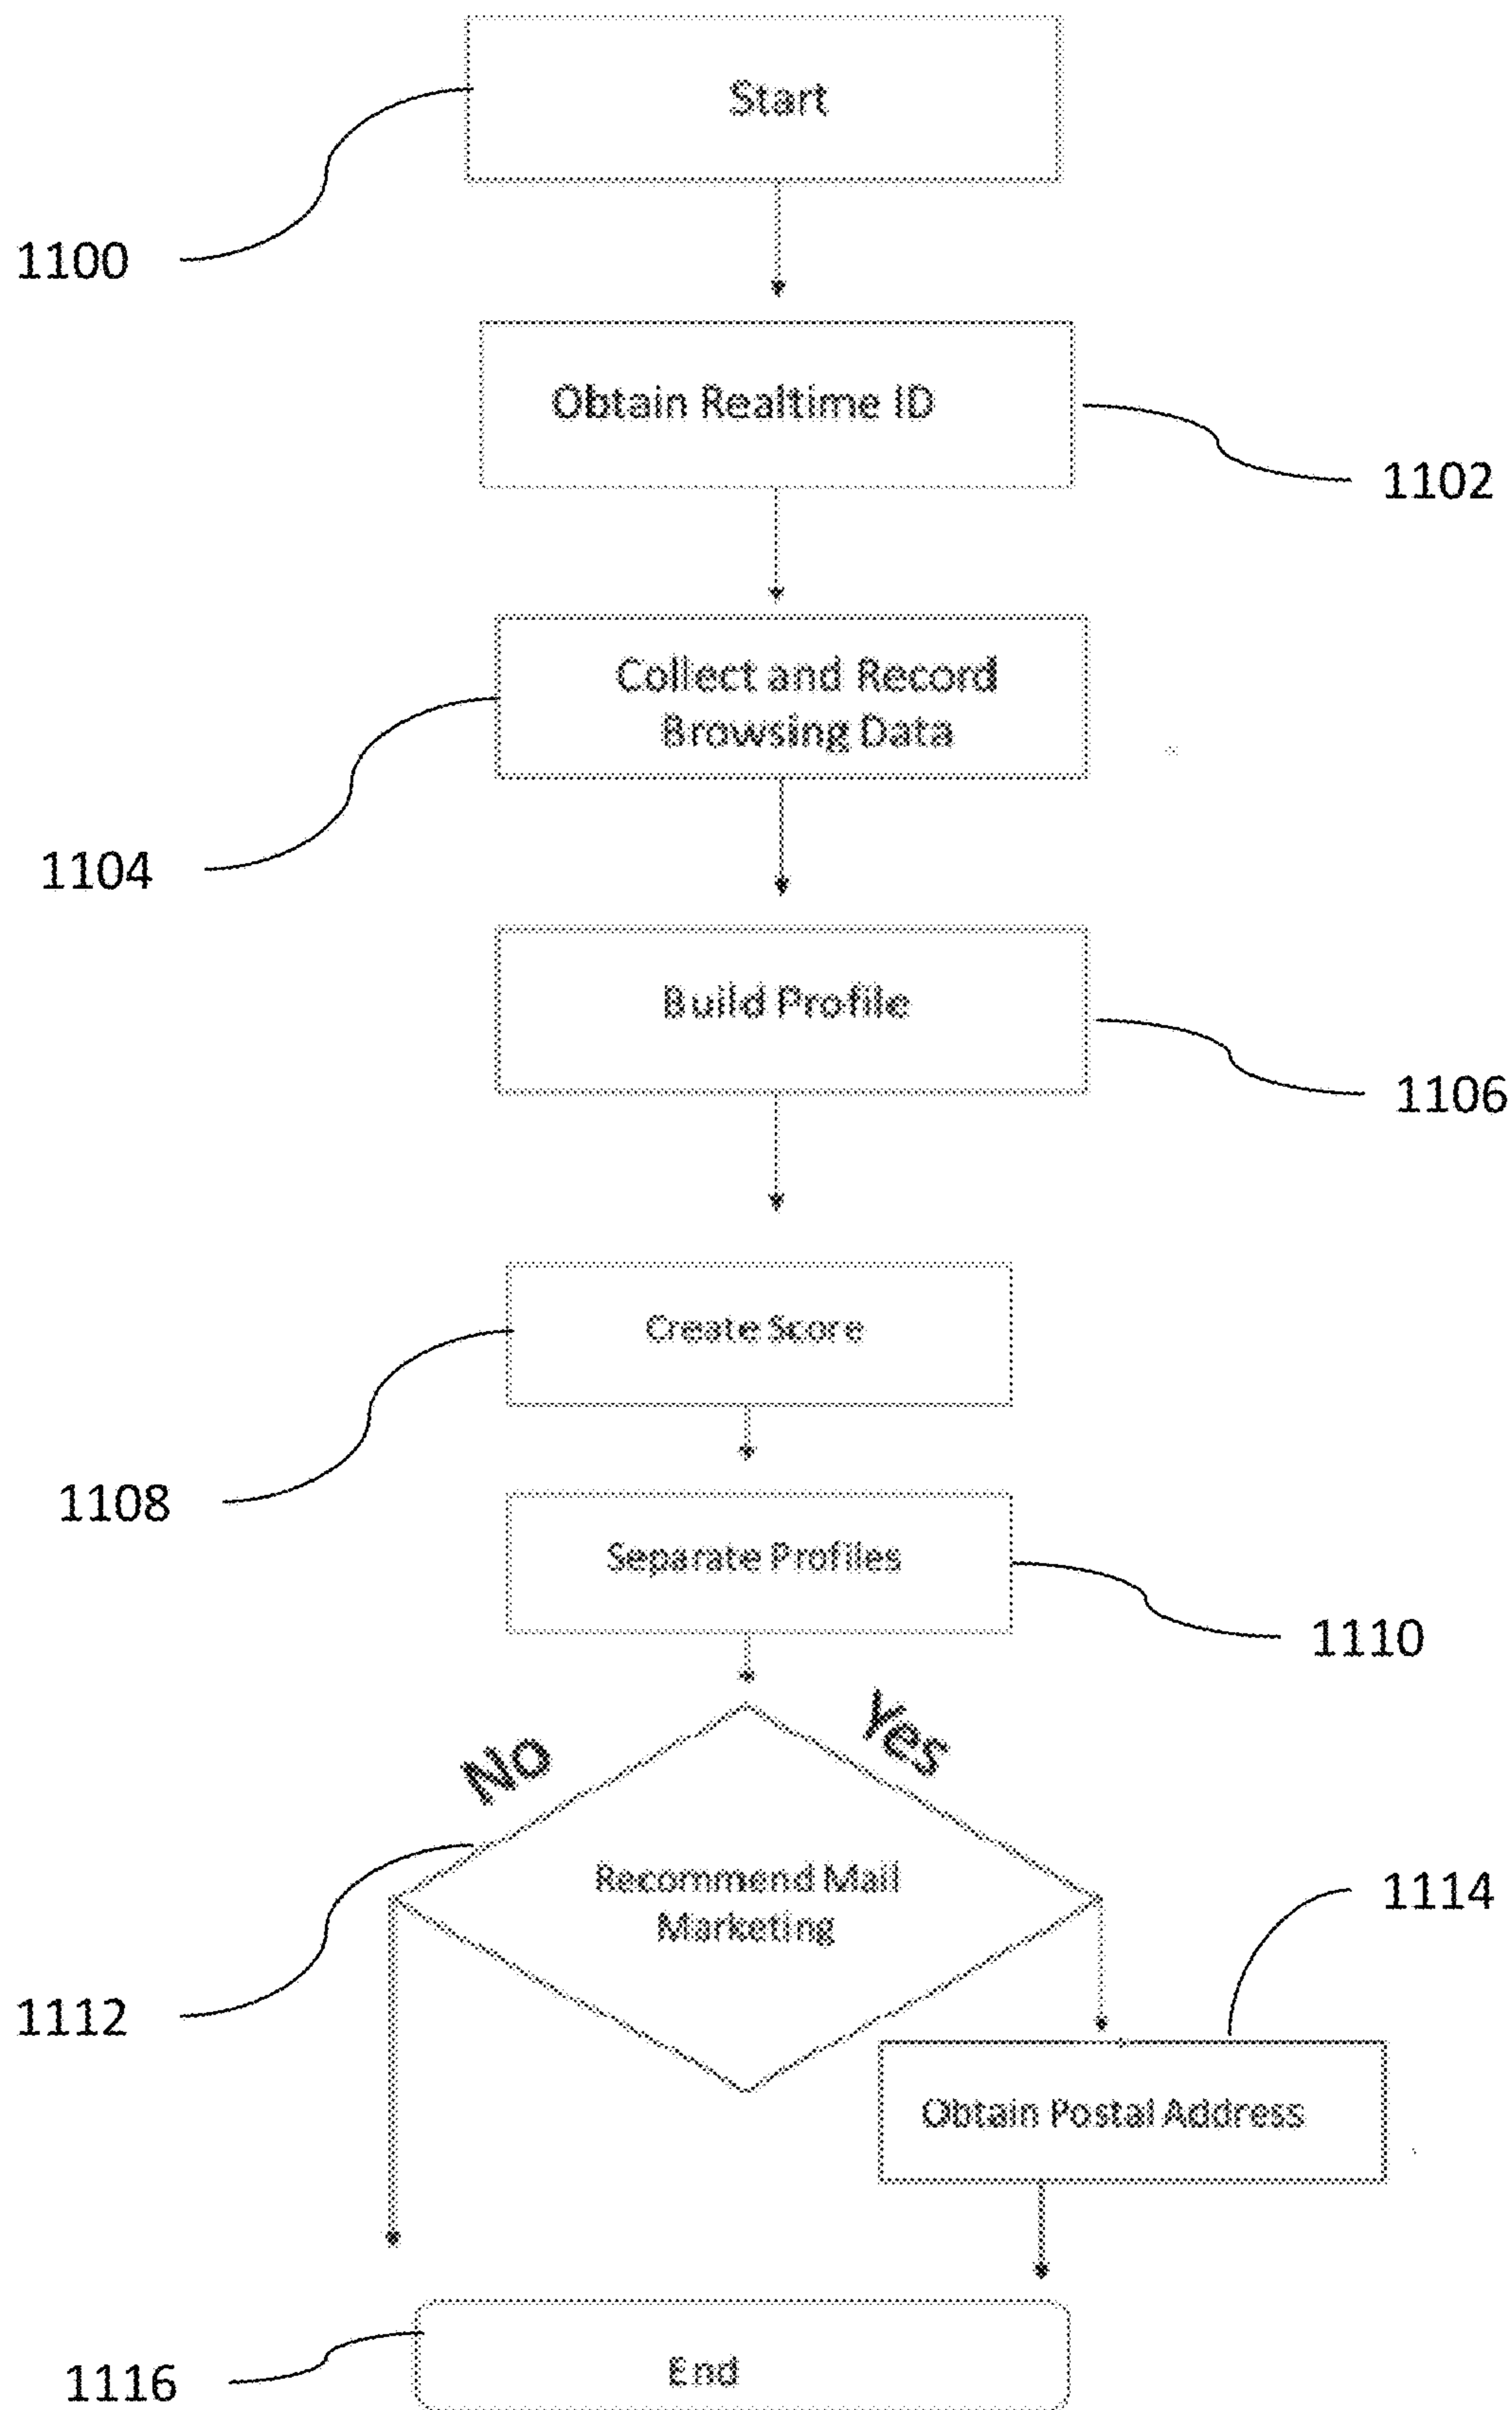 Start
1100
Obtain Realtime ID
1102
Collect and Record
Browsing Data
1104
Build Profile
1106
Create Score
1108
Separate Profiles
1110
No
Yes
Recommend Mail
Marketing
1112
1114
Obtain Postal Address
End
1116